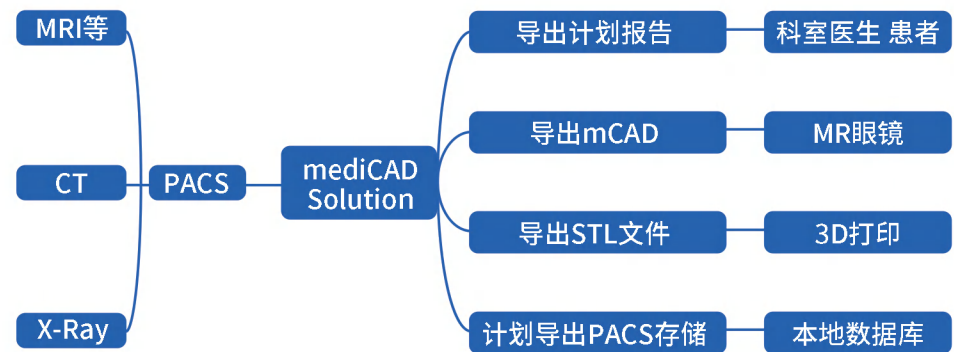 MRI等
CT
X-Ray
PACS
mediCAD
Solution
导出计划报告
科室医生 患者
导出mCAD
MR眼镜
导出STL文件
3D打印
计划导出PACS存储
本地数据库